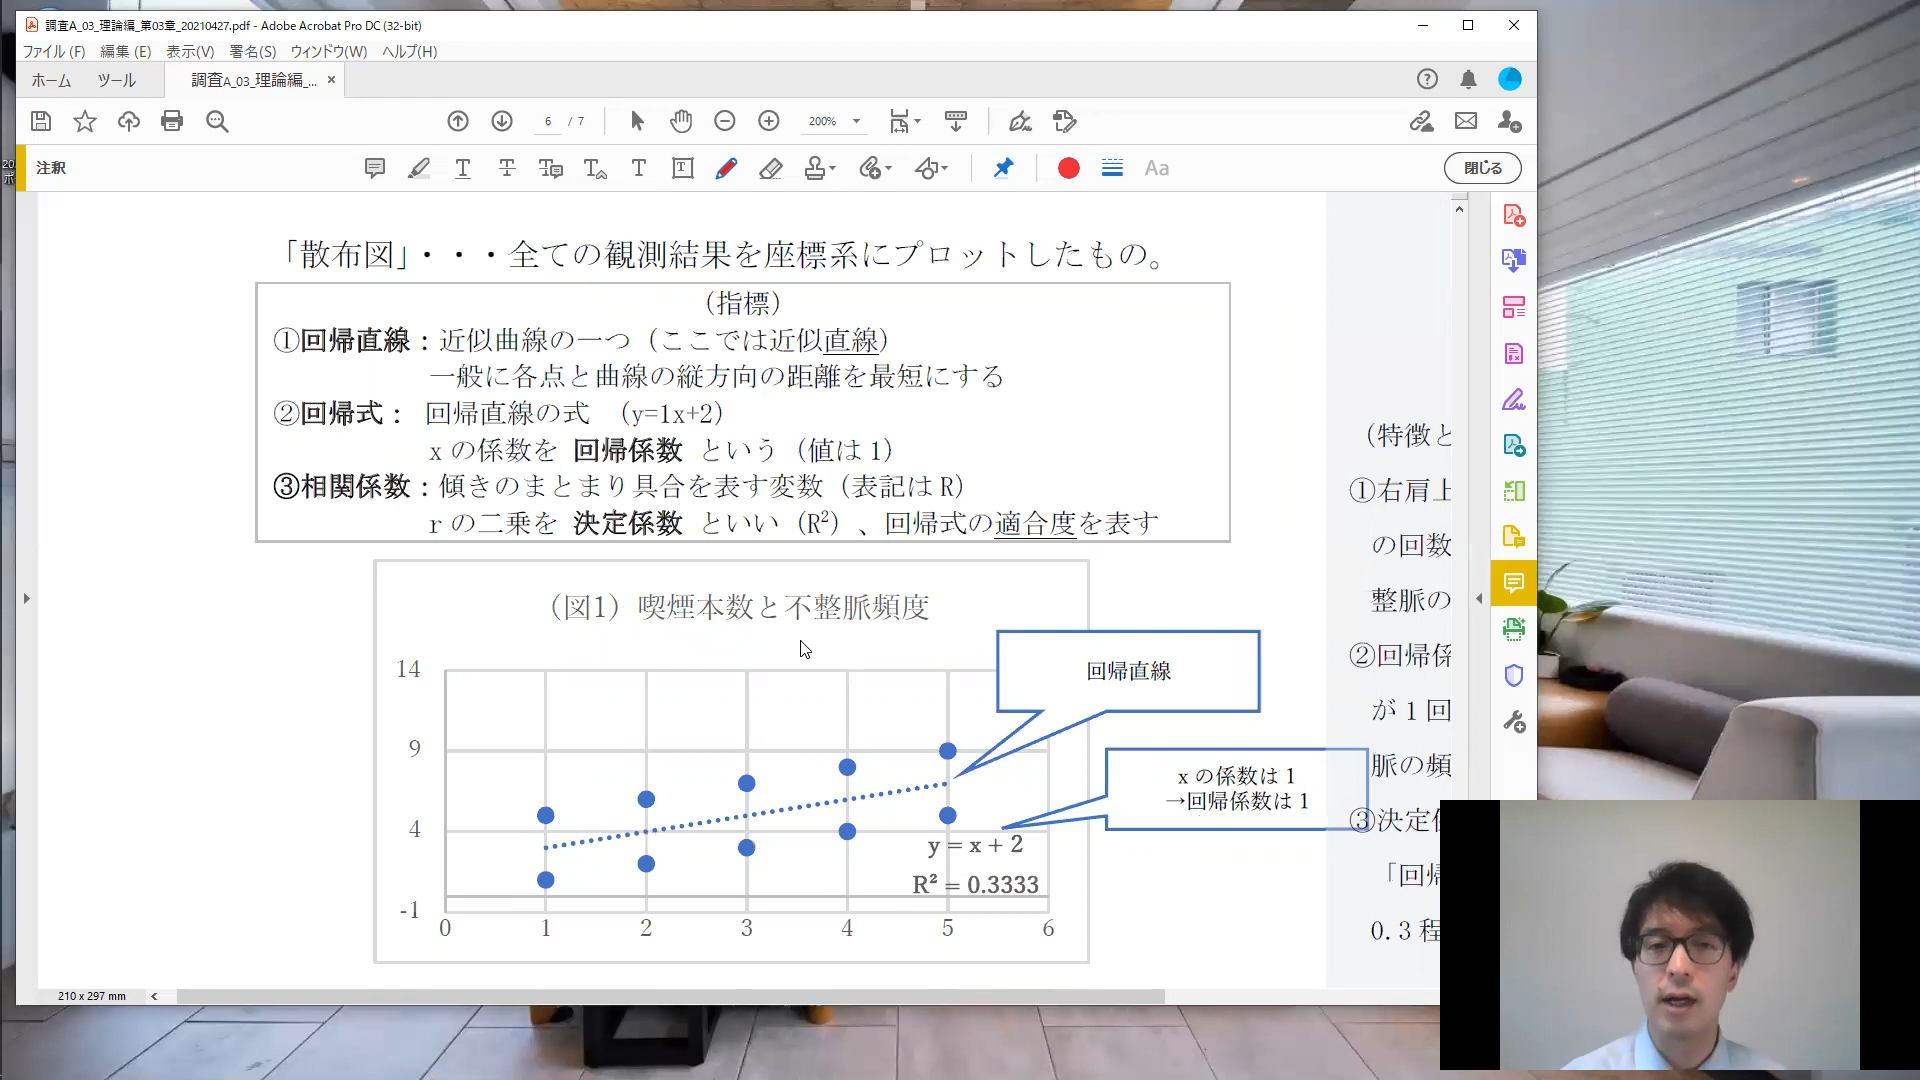 調査A_03_理論編_第03章_20210427.pdf - Adobe Acrobat Pro DC (32-bit)
ファイル(F) 編集(E) 表示(V) 署名(S) ウィンドウ(W) ヘルプ(H)
ホーム ツール 調査A_03_理論編_... ×
6 / 7 200%
注釈 Aa 閉じる
「散布図」・・・全ての観測結果を座標系にプロットしたもの。
（指標）
①回帰直線：近似曲線の一つ（ここでは近似直線）
一般に各点と曲線の縦方向の距離を最短にする
②回帰式： 回帰直線の式 （y=1x+2）
x の係数を 回帰係数 という（値は 1）
③相関係数：傾きのまとまり具合を表す変数（表記は R）
r の二乗を 決定係数 といい（R²）、回帰式の適合度を表す
（図1）喫煙本数と不整脈頻度
回帰直線
x の係数は 1
→回帰係数は 1
y = x + 2
R² = 0.3333
14
9
4
-1
0 1 2 3 4 5 6
（特徴と
①右肩上
の回数
整脈の
②回帰係
が 1 回
脈の頻
③決定係
「回帰
0.3 程
210 x 297 mm